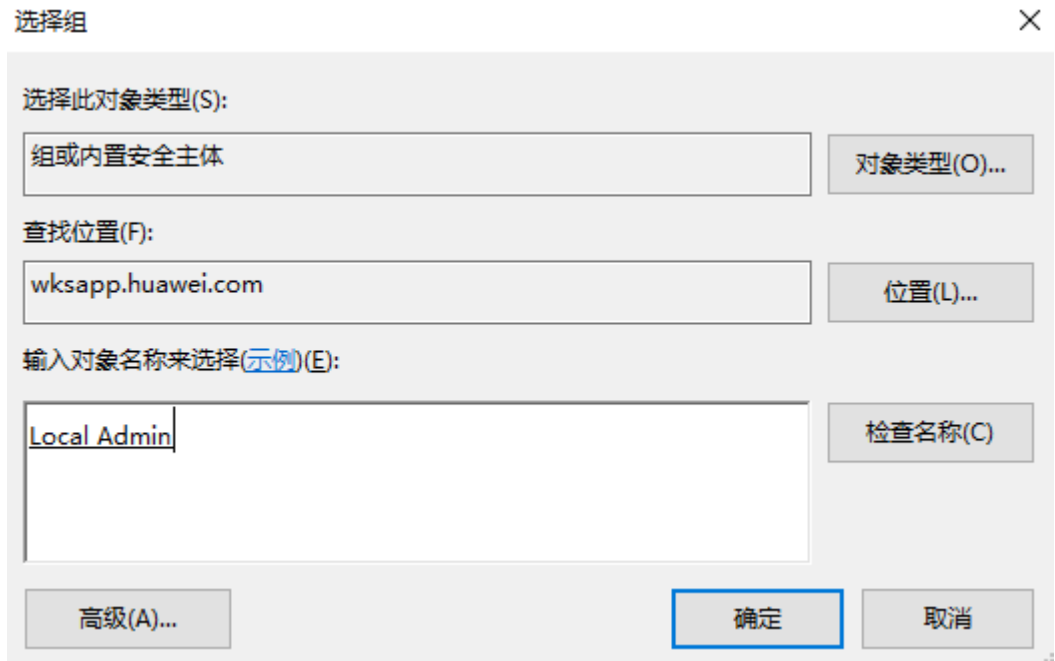 选择组
选择此对象类型(S):
组或内置安全主体
对象类型(O)...
查找位置(F):
wksapp.huawei.com
位置(L)...
输入对象名称来选择(示例)(E):
Local Admin
检查名称(C)
高级(A)...
确定
取消